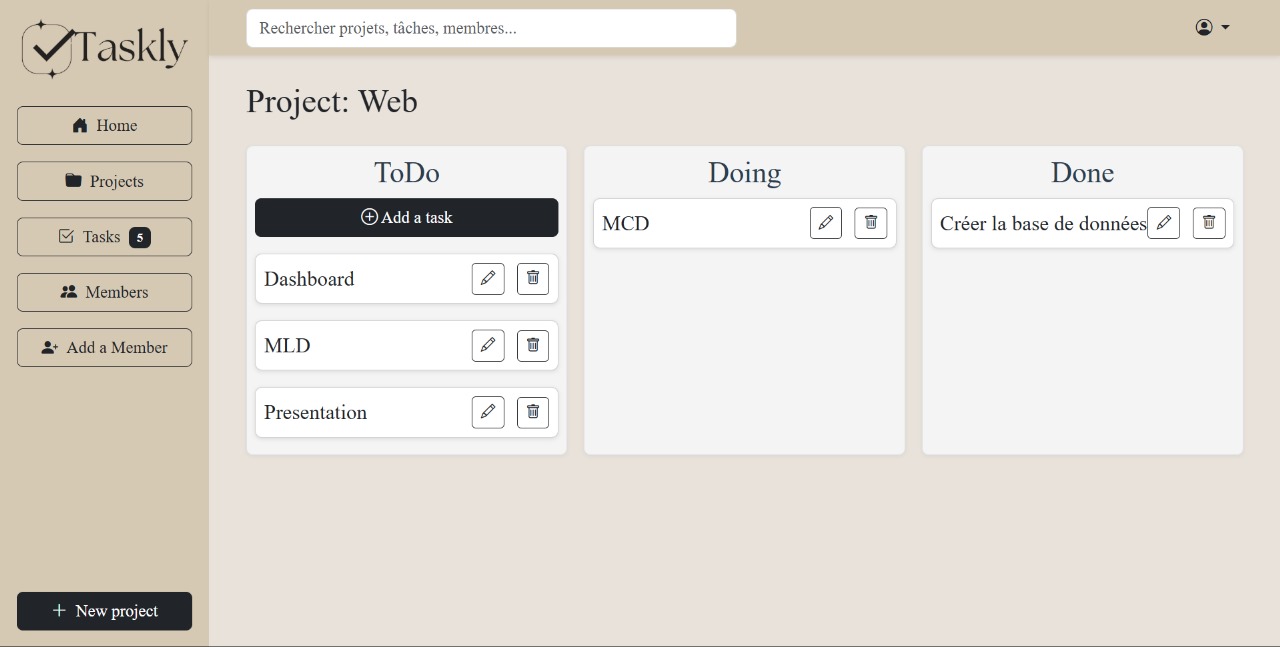 Taskly
Rechercher projets, tâches, membres...
Home
Projects
Tasks 5
Members
Add a Member
New project
Project: Web
ToDo
Add a task
Dashboard
MLD
Presentation
Doing
MCD
Done
Créer la base de données